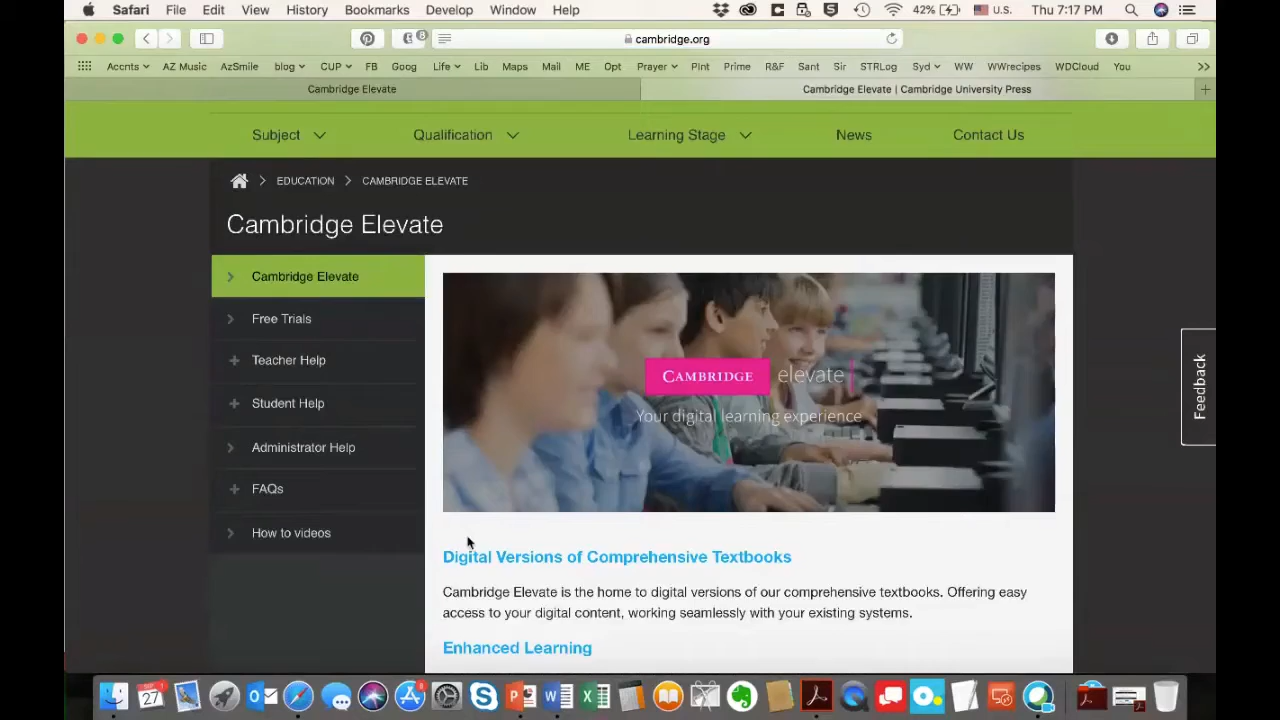 Safari File Edit View History Bookmarks Develop Window Help 42% U.S. Thu 7:17 PM
8 cambridge.org
Accnts AZ Music AzSmile blog CUP FB Goog Life Lib Maps Mail ME Opt Prayer PInt Prime R&F Sant Sir STRLog Syd WW WWrecipes WDCloud You
Cambridge Elevate Cambridge Elevate | Cambridge University Press
Subject Qualification Learning Stage News Contact Us
EDUCATION CAMBRIDGE ELEVATE
Cambridge Elevate
Cambridge Elevate
Free Trials
Teacher Help
Student Help
Administrator Help
FAQs
How to videos
CAMBRIDGE elevate
Your digital learning experience
Feedback
Digital Versions of Comprehensive Textbooks
Cambridge Elevate is the home to digital versions of our comprehensive textbooks. Offering easy
access to your digital content, working seamlessly with your existing systems.
Enhanced Learning
27